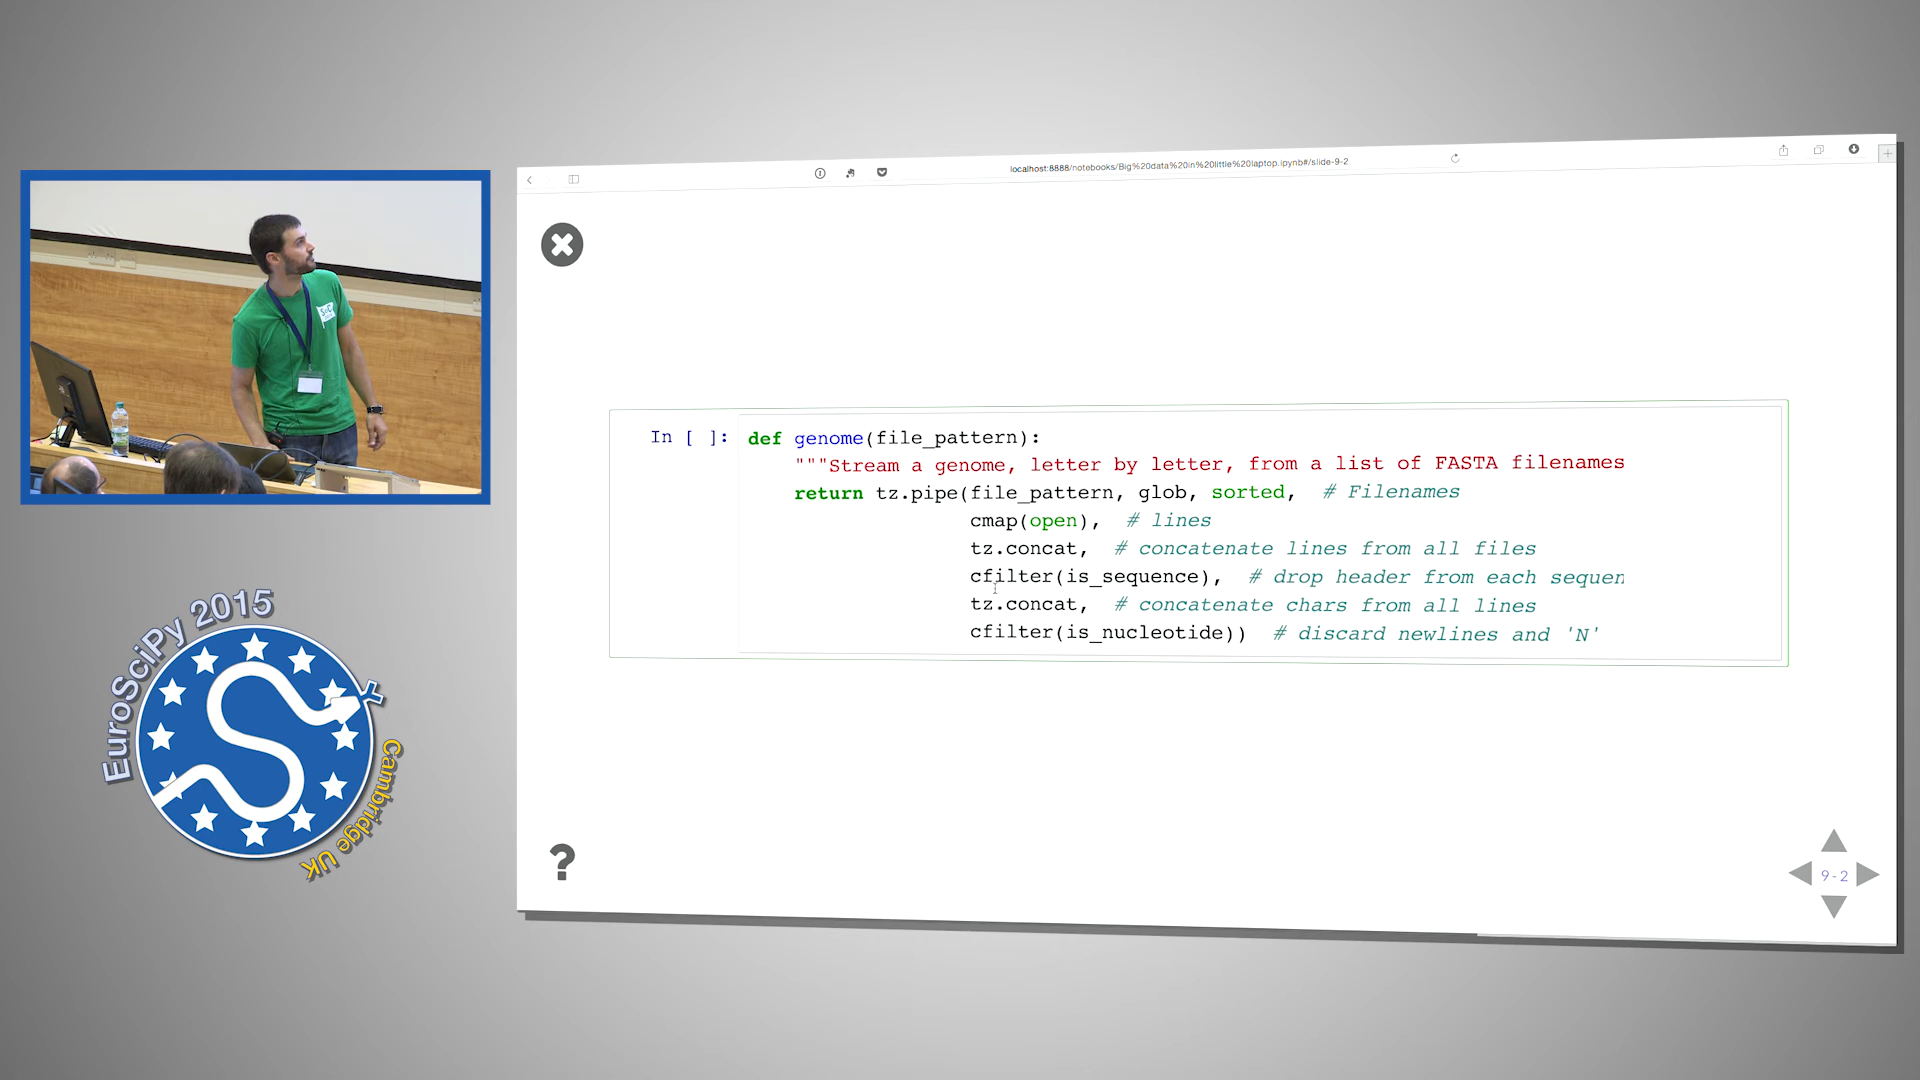 localhost:8888/notebooks/Big%20data%20in%20little%20laptop.ipynb#/slide-9-2
In [ ]: def genome(file_pattern):
"""Stream a genome, letter by letter, from a list of FASTA filenames
return tz.pipe(file_pattern, glob, sorted,  # Filenames
cmap(open),  # lines
tz.concat,  # concatenate lines from all files
cfilter(is_sequence),  # drop header from each sequen
tz.concat,  # concatenate chars from all lines
cfilter(is_nucleotide))  # discard newlines and 'N'
?
9-2
EuroSciPy 2015
Cambridge UK